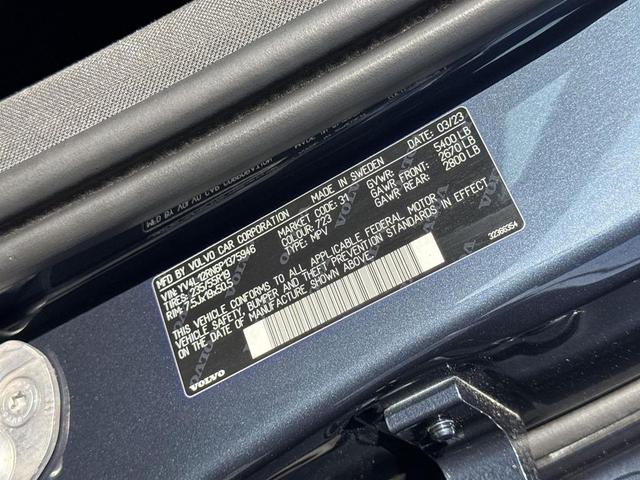 MFD BY VOLVO CAR CORPORATION MADE IN SWEDEN DATE: 03/23
VIN: YV4L12RN6P1375946 MARKET CODE: 31 GVWR: 5400 LB
TIRES: 235/55R19 COLOUR: 723 GAWR FRONT: 2670 LB
RIM: 7.5Jx19x50.5 TYPE: MPV GAWR REAR: 2800 LB
THIS VEHICLE CONFORMS TO ALL APPLICABLE FEDERAL MOTOR
VEHICLE SAFETY, BUMPER AND THEFT STANDARDS IN EFFECT
ON THE DATE OF MANUFACTURE SHOWN ABOVE.
VOLVO
32365354